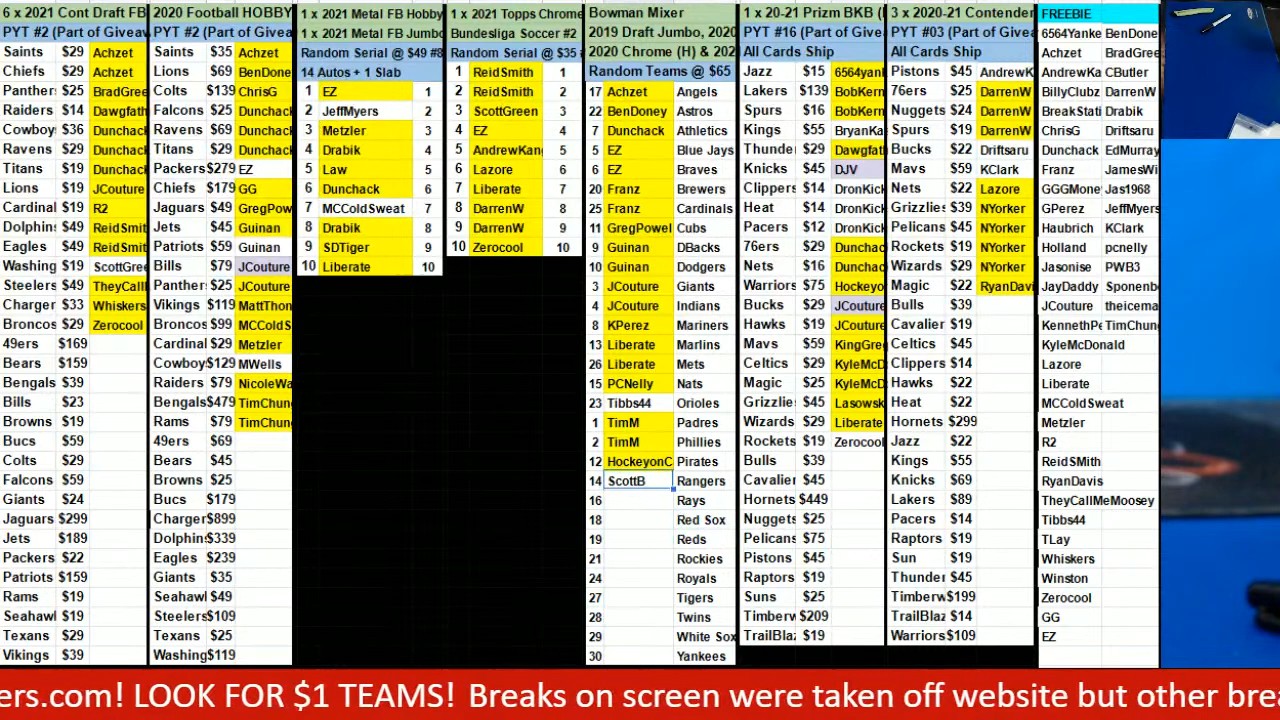 6 x 2021 Cont Draft FB
PYT #2 (Part of Giveaw
Saints $29 Achzet
Chiefs $29 Achzet
Panthers $25 BradGree
Raiders $14 Dawgfath
Cowboys $36 Dunchack
Ravens $29 Dunchack
Titans $19 Dunchack
Lions $19 JCouture
Cardinal $19 R2
Dolphins $49 ReidSmit
Eagles $49 ReidSmit
Washing $19 ScottGree
Steelers $49 TheyCall
Charger $33 Whiskers
Broncos $29 Zerocool
49ers $169
Bears $159
Bengals $39
Bills $23
Browns $19
Bucs $59
Colts $29
Falcons $59
Giants $24
Jaguars $299
Jets $189
Packers $22
Patriots $159
Rams $19
Seahaw $19
Texans $29
Vikings $39
2020 Football HOBBY
PYT #2 (Part of Giveaw
Saints $35 Achzet
Lions $69 BenDone
Colts $139 ChrisG
Falcons $25 Dunchack
Ravens $69 Dunchack
Titans $29 Dunchack
Packers $279 EZ
Chiefs $179 GG
Jaguars $49 GregPow
Jets $45 Guinan
Patriots $59 Guinan
Bills $79 JCouture
Panthers $25 JCouture
Vikings $119 MattThon
Broncos $99 MCColdS
Cardinal $29 Metzler
Cowboy $129 MWells
Raiders $79 NicoleWa
Bengals $479 TimChung
Rams $79 TimChung
49ers $69
Bears $45
Browns $25
Bucs $179
Charger $899
Dolphin $339
Eagles $239
Giants $35
Seahawl $49
Steelers $109
Texans $25
Washing $119
1 x 2021 Metal FB Hobby
1 x 2021 Metal FB Jumbo
Random Serial @ $49 #8
14 Autos + 1 Slab
1 EZ 1
2 JeffMyers 2
3 Metzler 3
4 Drabik 4
5 Law 5
6 Dunchack 6
7 MCColdSweat 7
8 Drabik 8
9 SDTiger 9
10 Liberate 10
1 x 2021 Topps Chrome
Bundesliga Soccer #2
Random Serial @ $35
1 ReidSmith 1
2 ReidSmith 2
3 ScottGreen 3
4 EZ 4
5 AndrewKang 5
6 Lazore 6
7 Liberate 7
8 DarrenW 8
9 DarrenW 9
10 Zerocool 10
Bowman Mixer
2019 Draft Jumbo, 2020
2020 Chrome (H) & 202
Random Teams @ $65
17 Achzet Angels
22 BenDoney Astros
7 Dunchack Athletics
5 EZ Blue Jays
6 EZ Braves
20 Franz Brewers
25 Franz Cardinals
11 GregPowel Cubs
9 Guinan DBacks
10 Guinan Dodgers
3 JCouture Giants
4 JCouture Indians
8 KPerez Mariners
13 Liberate Marlins
26 Liberate Mets
15 PCNelly Nats
23 Tibbs44 Orioles
1 TimM Padres
2 TimM Phillies
12 HockeyonC Pirates
14 ScottB Rangers
16 Rays
18 Red Sox
19 Reds
21 Rockies
24 Royals
27 Tigers
28 Twins
29 White Sox
30 Yankees
1 x 20-21 Prizm BKB (
PYT #16 (Part of Givea
All Cards Ship
Jazz $15 6564yank
Lakers $139 BobKern
Spurs $16 BobKern
Kings $55 BryanKa
Thunde $29 Dawgfath
Knicks $45 DJV
Clippers $14 DronKick
Heat $14 DronKick
Pacers $12 DronKick
76ers $29 Dunchac
Nets $16 Dunchac
Warriors $75 Hockeyo
Bucks $29 JCouture
Hawks $19 JCouture
Mavs $59 KingGre
Celtics $29 KyleMcD
Magic $25 KyleMcD
Grizzlie $45 Lasowsk
Wizards $29 Liberate
Rockets $19 Zerocool
Bulls $39
Cavalier $45
Hornets $449
Nuggets $25
Pelicans $75
Pistons $45
Raptors $19
Suns $25
Timberw $209
TrailBlaz $19
3 x 2020-21 Contender
PYT #03 (Part of Givea
All Cards Ship
Pistons $45 AndrewK
76ers $25 DarrenW
Nuggets $24 DarrenW
Spurs $19 DarrenW
Bucks $22 Driftsaru
Mavs $59 KClark
Nets $22 Lazore
Grizzlies $39 NYorker
Pelicans $45 NYorker
Rockets $19 NYorker
Wizards $29 NYorker
Magic $22 RyanDavi
Bulls $39
Cavalier $19
Celtics $45
Clippers $14
Hawks $22
Heat $22
Hornets $299
Jazz $22
Kings $55
Knicks $69
Lakers $89
Pacers $14
Raptors $19
Sun $19
Thunder $45
Timberw $199
TrailBlaz $14
Warriors $109
FREEBIE
6564Yanke BenDoney
Achzet BradGree
AndrewKa CButler
BillyClubz Darren
BreakStati Drabik
ChrisG Driftsaru
Dunchack EdMurray
Franz JamesWi
GGGMone Jas1968
GPerez JeffMyers
Haubrich KClark
Holland pcnelly
Jasonise PWB3
JayDaddy Sponenb
JCouture theicema
KennethPe TimChung
KyleMcDonald
Lazore
Liberate
MCColdSweat
Metzler
R2
ReidSMith
RyanDavis
TheyCallMeMoosey
Tibbs44
TLay
Whiskers
Winston
Zerocool
GG
EZ
ers.com! LOOK FOR $1 TEAMS! Breaks on screen were taken off website but other brea